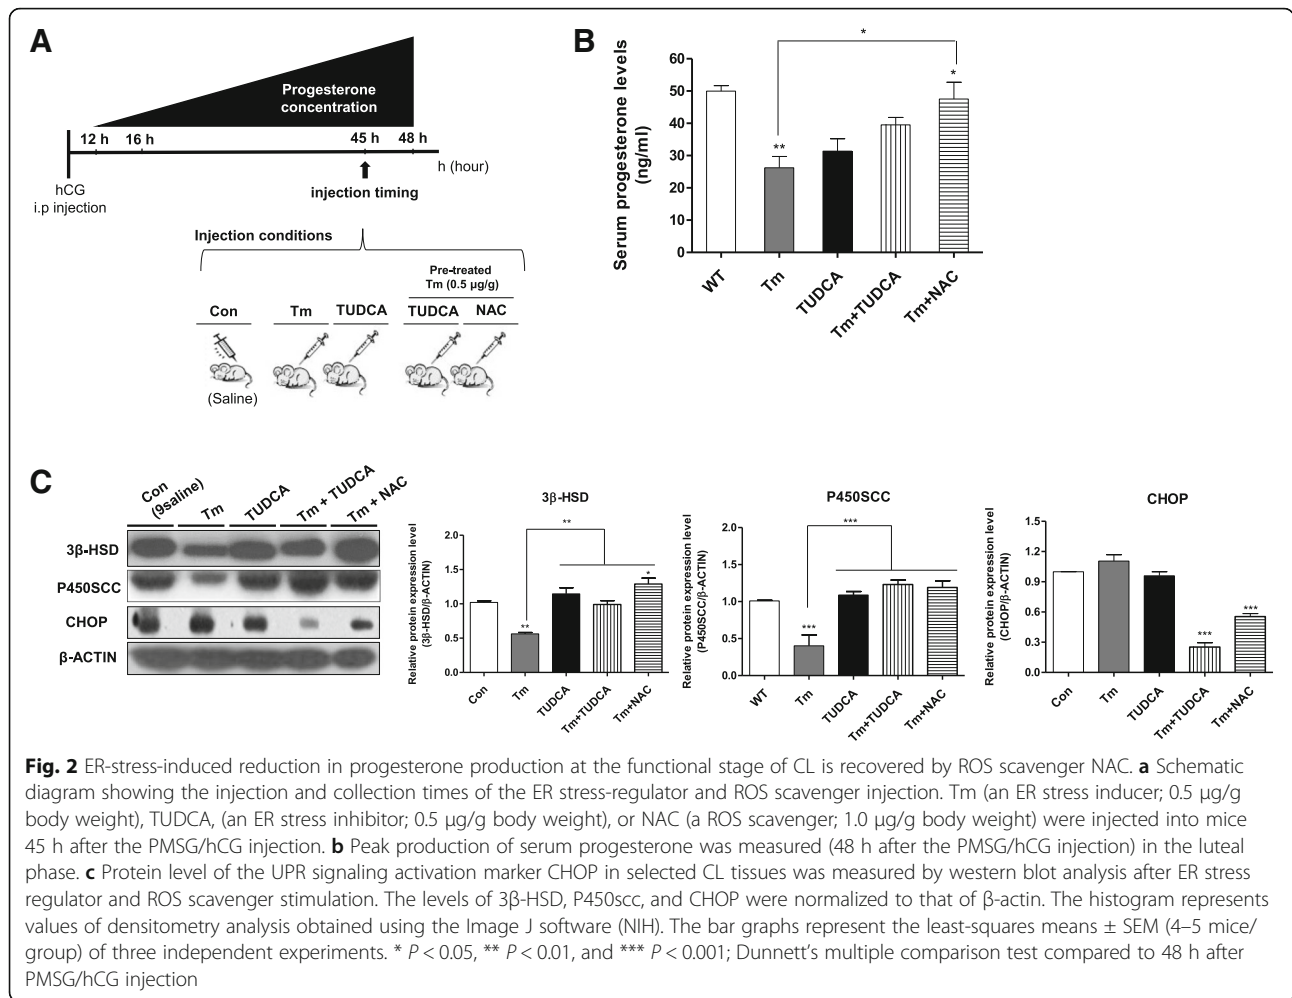 A
Progesterone
concentration
12 h 16 h 45 h 48 h
h (hour)
hCG
i.p injection
injection timing
Injection conditions
Pre-treated
Tm (0.5 µg/g)
Con Tm TUDCA TUDCA NAC
(Saline)
B
Serum progesterone levels
(ng/ml)
60
50
40
30
20
10
0
**
*
*
WT Tm TUDCA Tm+TUDCA Tm+NAC
C
Con
(9saline)
Tm
TUDCA
Tm + TUDCA
Tm + NAC
3β-HSD
P450SCC
CHOP
β-ACTIN
3β-HSD
Relative protein expression level
(3β-HSD/β-ACTIN)
2.0
1.5
1.0
0.5
0.0
**
**
*
Con Tm TUDCA Tm+TUDCA Tm+NAC
P450SCC
Relative protein expression level
(P450SCC/β-ACTIN)
2.0
1.5
1.0
0.5
0.0
***
***
WT Tm TUDCA Tm+TUDCA Tm+NAC
CHOP
Relative protein expression level
(CHOP/β-ACTIN)
1.5
1.2
0.9
0.6
0.3
0.0
***
***
Con Tm TUDCA Tm+TUDCA Tm+NAC
Fig. 2 ER-stress-induced reduction in progesterone production at the functional stage of CL is recovered by ROS scavenger NAC. a Schematic
diagram showing the injection and collection times of the ER stress-regulator and ROS scavenger injection. Tm (an ER stress inducer; 0.5 µg/g
body weight), TUDCA, (an ER stress inhibitor; 0.5 µg/g body weight), or NAC (a ROS scavenger; 1.0 µg/g body weight) were injected into mice
45 h after the PMSG/hCG injection. b Peak production of serum progesterone was measured (48 h after the PMSG/hCG injection) in the luteal
phase. c Protein level of the UPR signaling activation marker CHOP in selected CL tissues was measured by western blot analysis after ER stress
regulator and ROS scavenger stimulation. The levels of 3β-HSD, P450scc, and CHOP were normalized to that of β-actin. The histogram represents
values of densitometry analysis obtained using the Image J software (NIH). The bar graphs represent the least-squares means ± SEM (4–5 mice/
group) of three independent experiments. * P < 0.05, ** P < 0.01, and *** P < 0.001; Dunnett's multiple comparison test compared to 48 h after
PMSG/hCG injection